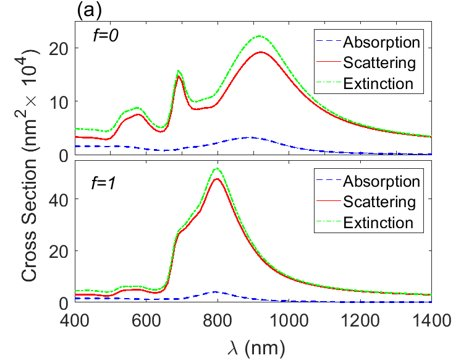 (a)
f=0
Absorption
Scattering
Extinction
20
10
0
f=1
Absorption
Scattering
Extinction
40
20
0
Cross Section (nm² × 10⁴)
400 600 800 1000 1200 1400
λ (nm)